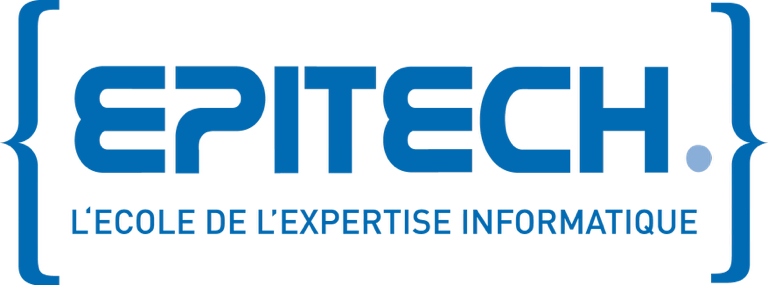 {EPITECH.}
L‘ECOLE DE L’EXPERTISE INFORMATIQUE